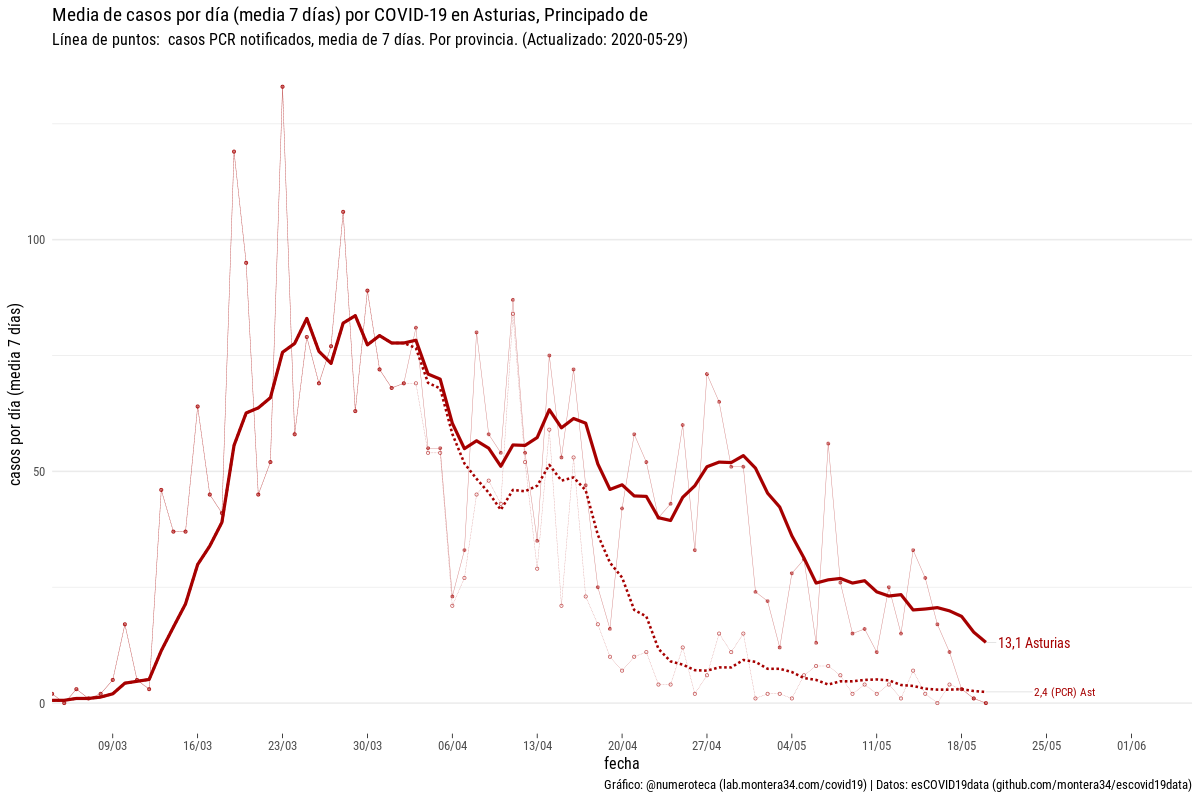 Media de casos por día (media 7 días) por COVID-19 en Asturias, Principado de
Línea de puntos:  casos PCR notificados, media de 7 días. Por provincia. (Actualizado: 2020-05-29)
casos por día (media 7 días)
100
50
0
13,1 Asturias
2,4 (PCR) Ast
09/03 16/03 23/03 30/03 06/04 13/04 20/04 27/04 04/05 11/05 18/05 25/05 01/06
fecha
Gráfico: @numeroteca (lab.montera34.com/covid19) | Datos: esCOVID19data (github.com/montera34/escovid19data)